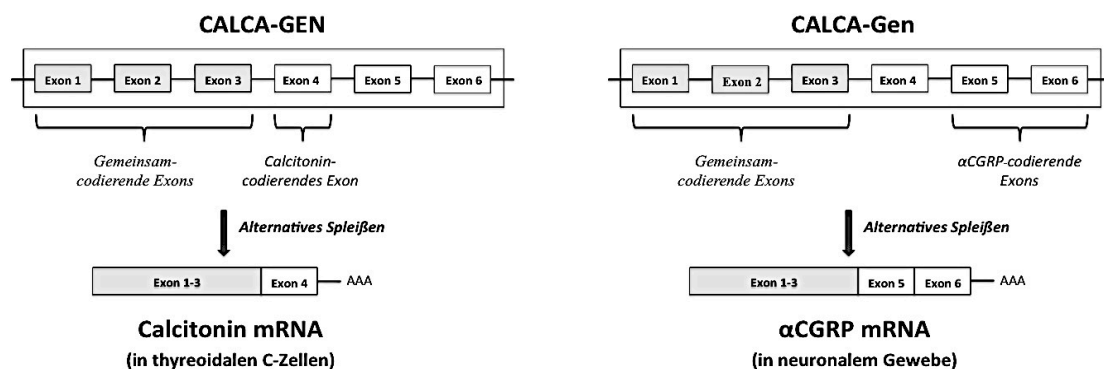 CALCA-GEN
Exon 1 Exon 2 Exon 3 Exon 4 Exon 5 Exon 6
Gemeinsam-
codierende Exons
Calcitonin-
codierendes Exon
Alternatives Spleißen
Exon 1-3 Exon 4 AAA
Calcitonin mRNA
(in thyreoidalen C-Zellen)
CALCA-Gen
Exon 1 Exon 2 Exon 3 Exon 4 Exon 5 Exon 6
Gemeinsam-
codierende Exons
αCGRP-codierende
Exons
Alternatives Spleißen
Exon 1-3 Exon 5 Exon 6 AAA
αCGRP mRNA
(in neuronalem Gewebe)